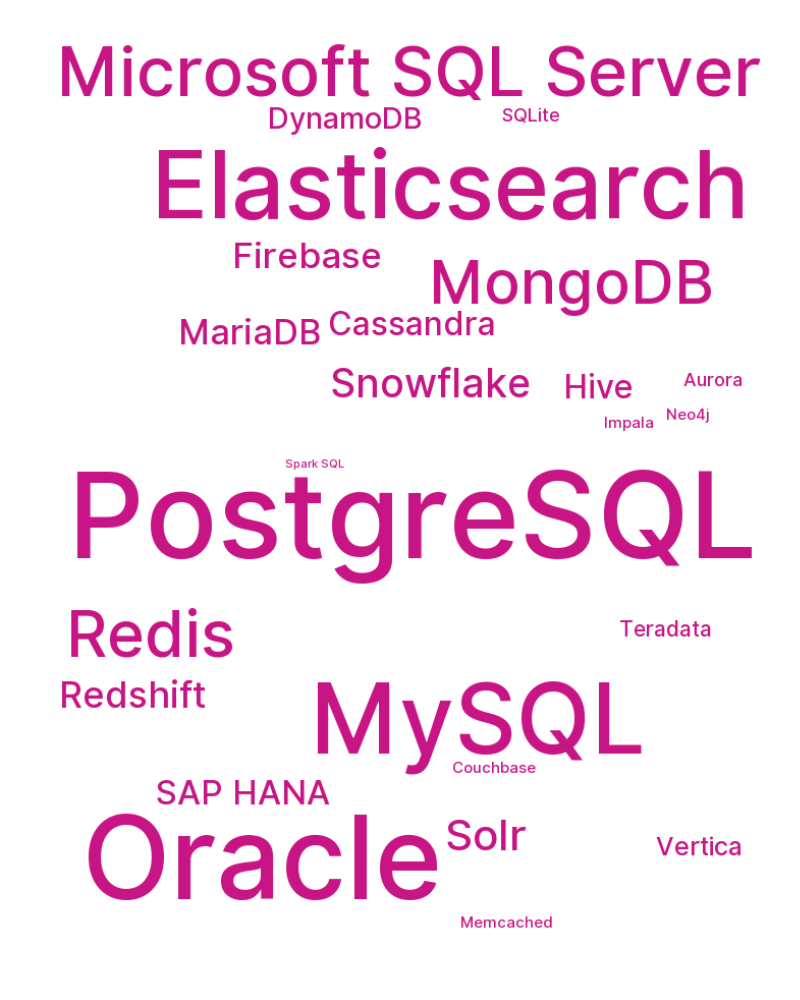 Microsoft SQL Server
DynamoDB
SQLite
Elasticsearch
Firebase
MongoDB
MariaDB
Cassandra
Snowflake
Hive
Aurora
Impala
Neo4j
Spark SQL
PostgreSQL
Redis
Teradata
Redshift
MySQL
Couchbase
SAP HANA
Oracle
Solr
Vertica
Memcached